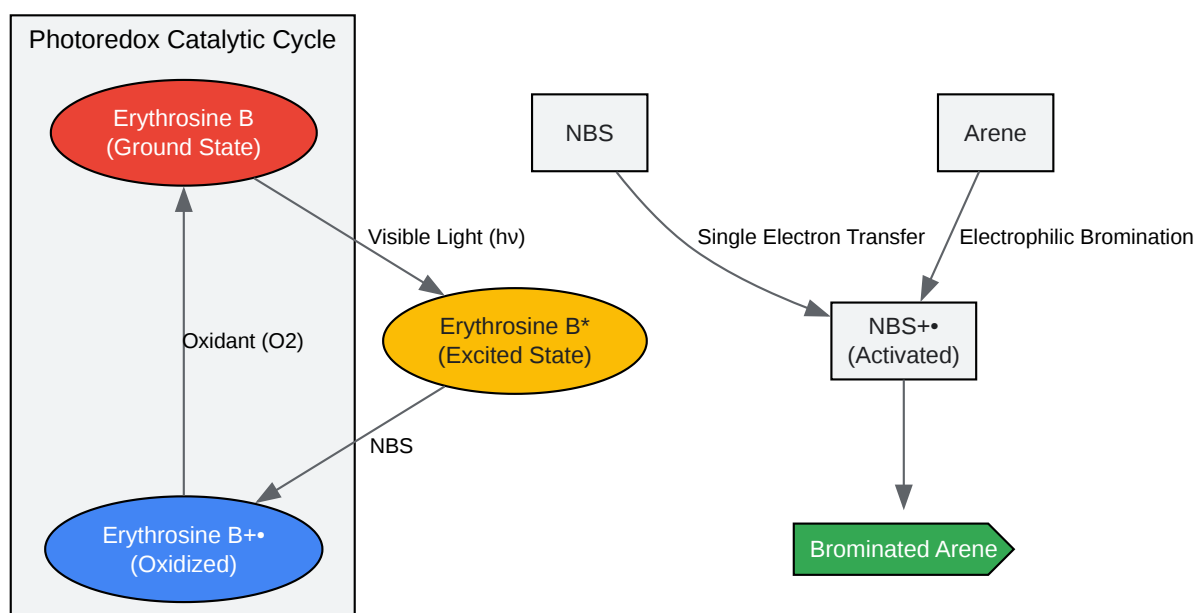 Photoredox Catalytic Cycle
Erythrosine B
(Ground State)
NBS
Arene
Visible Light (hν)
Single Electron Transfer
Electrophilic Bromination
Oxidant (O2)
Erythrosine B*
(Excited State)
NBS+•
(Activated)
NBS
Erythrosine B+•
(Oxidized)
Brominated Arene